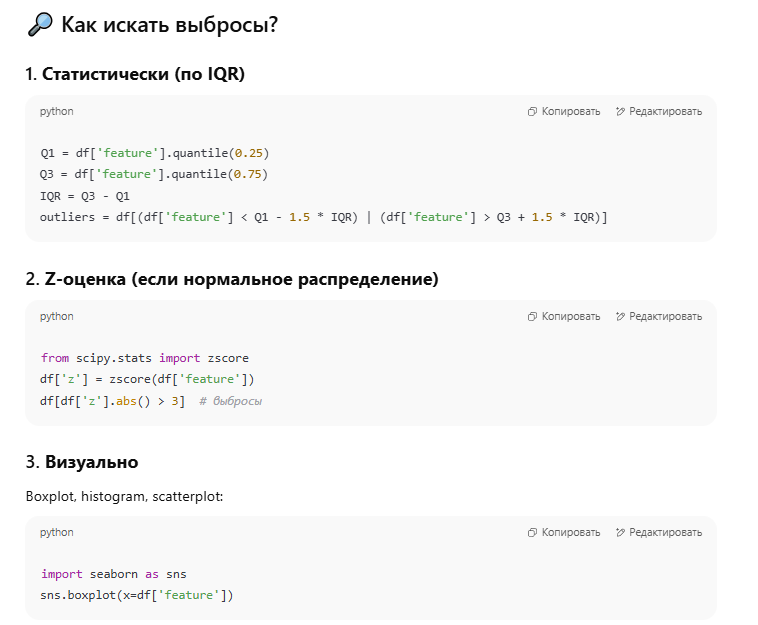 🔎 Как искать выбросы?
1. Статистически (по IQR)
python
Копировать
Редактировать
Q1 = df['feature'].quantile(0.25)
Q3 = df['feature'].quantile(0.75)
IQR = Q3 - Q1
outliers = df[(df['feature'] < Q1 - 1.5 * IQR) | (df['feature'] > Q3 + 1.5 * IQR)]
2. Z-оценка (если нормальное распределение)
python
Копировать
Редактировать
from scipy.stats import zscore
df['z'] = zscore(df['feature'])
df[df['z'].abs() > 3]  # выбросы
3. Визуально
Boxplot, histogram, scatterplot:
python
Копировать
Редактировать
import seaborn as sns
sns.boxplot(x=df['feature'])